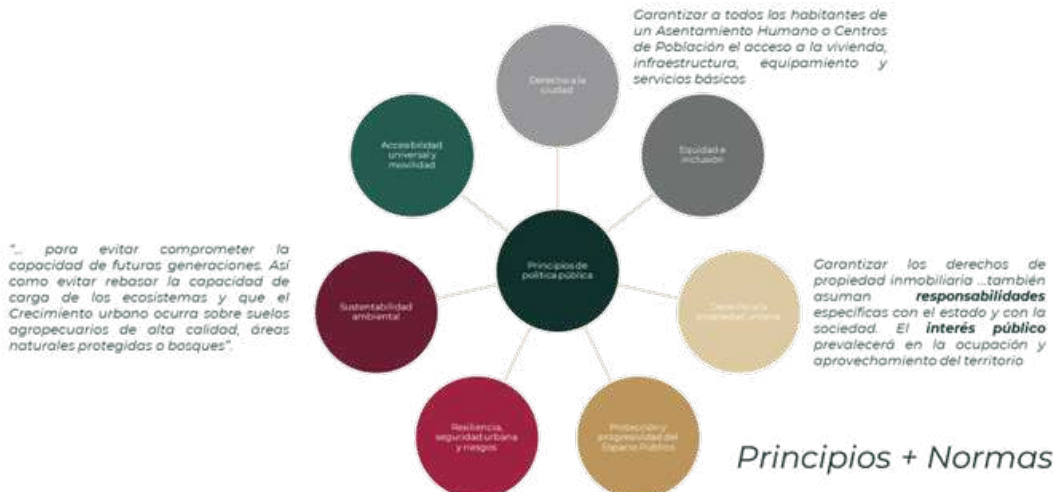 Garantizar a todos los habitantes de
un Asentamiento Humano o Centros
de Población el acceso a la vivienda,
infraestructura, equipamiento y
servicios básicos
Derecho a la
ciudad
Accesibilidad
universal y
movilidad
Equidad e
inclusión
"... para evitar comprometer la
capacidad de futuras generaciones. Así
como evitar rebasar la capacidad de
carga de los ecosistemas y que el
Crecimiento urbano ocurra sobre suelos
agropecuarios de alta calidad, áreas
naturales protegidas o bosques".
Principios de
política pública
Sustentabilidad
ambiental
Derecho a la
propiedad urbana
Garantizar los derechos de
propiedad inmobiliaria ...también
asuman responsabilidades
específicas con el estado y con la
sociedad. El interés público
prevalecerá en la ocupación y
aprovechamiento del territorio
Resiliencia,
seguridad urbana
y riesgos
Protección y
progresividad del
Espacio Público
Principios + Normas